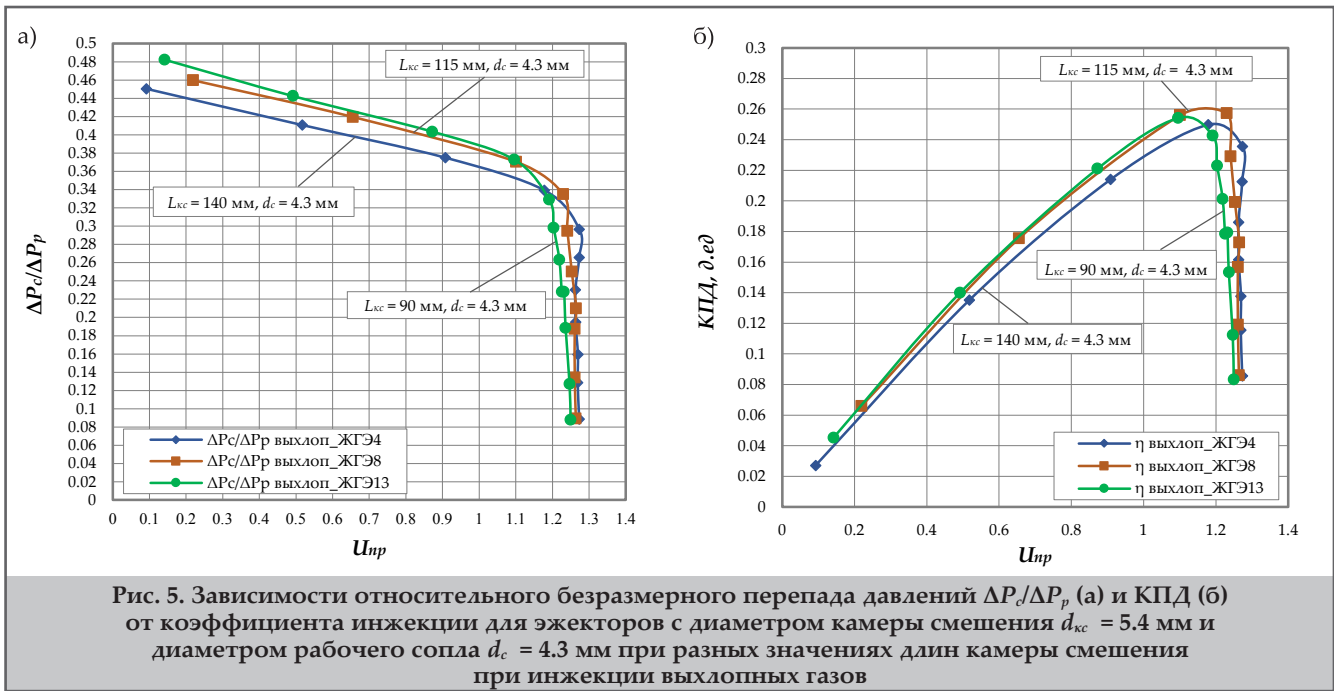 а)
ΔPc/ΔPp
0.5
0.48
0.46
0.44
0.42
0.4
0.38
0.36
0.34
0.32
0.3
0.28
0.26
0.24
0.22
0.2
0.18
0.16
0.14
0.12
0.1
0.08
0.06
0.04
0.02
0
Lкс = 115 мм, dс = 4.3 мм
Lкс = 140 мм, dс = 4.3 мм
Lкс = 90 мм, dс = 4.3 мм
ΔPc/ΔPp выхлоп_ЖГЭ4
ΔPc/ΔPp выхлоп_ЖГЭ8
ΔPc/ΔPp выхлоп_ЖГЭ13
0 0.1 0.2 0.3 0.4 0.5 0.6 0.7 0.8 0.9 1 1.1 1.2 1.3 1.4
Uпр
б)
КПД, д.ед
0.3
0.28
0.26
0.24
0.22
0.2
0.18
0.16
0.14
0.12
0.1
0.08
0.06
0.04
0.02
0
Lкс = 115 мм, dс = 4.3 мм
Lкс = 90 мм, dс = 4.3 мм
Lкс = 140 мм, dс = 4.3 мм
η выхлоп_ЖГЭ4
η выхлоп_ЖГЭ8
η выхлоп_ЖГЭ13
0 0.2 0.4 0.6 0.8 1 1.2 1.4
Uпр
Рис. 5. Зависимости относительного безразмерного перепада давлений ΔPc/ΔPp (а) и КПД (б)
от коэффициента инжекции для эжекторов с диаметром камеры смешения dкс = 5.4 мм и
диаметром рабочего сопла dс = 4.3 мм при разных значениях длин камеры смешения
при инжекции выхлопных газов